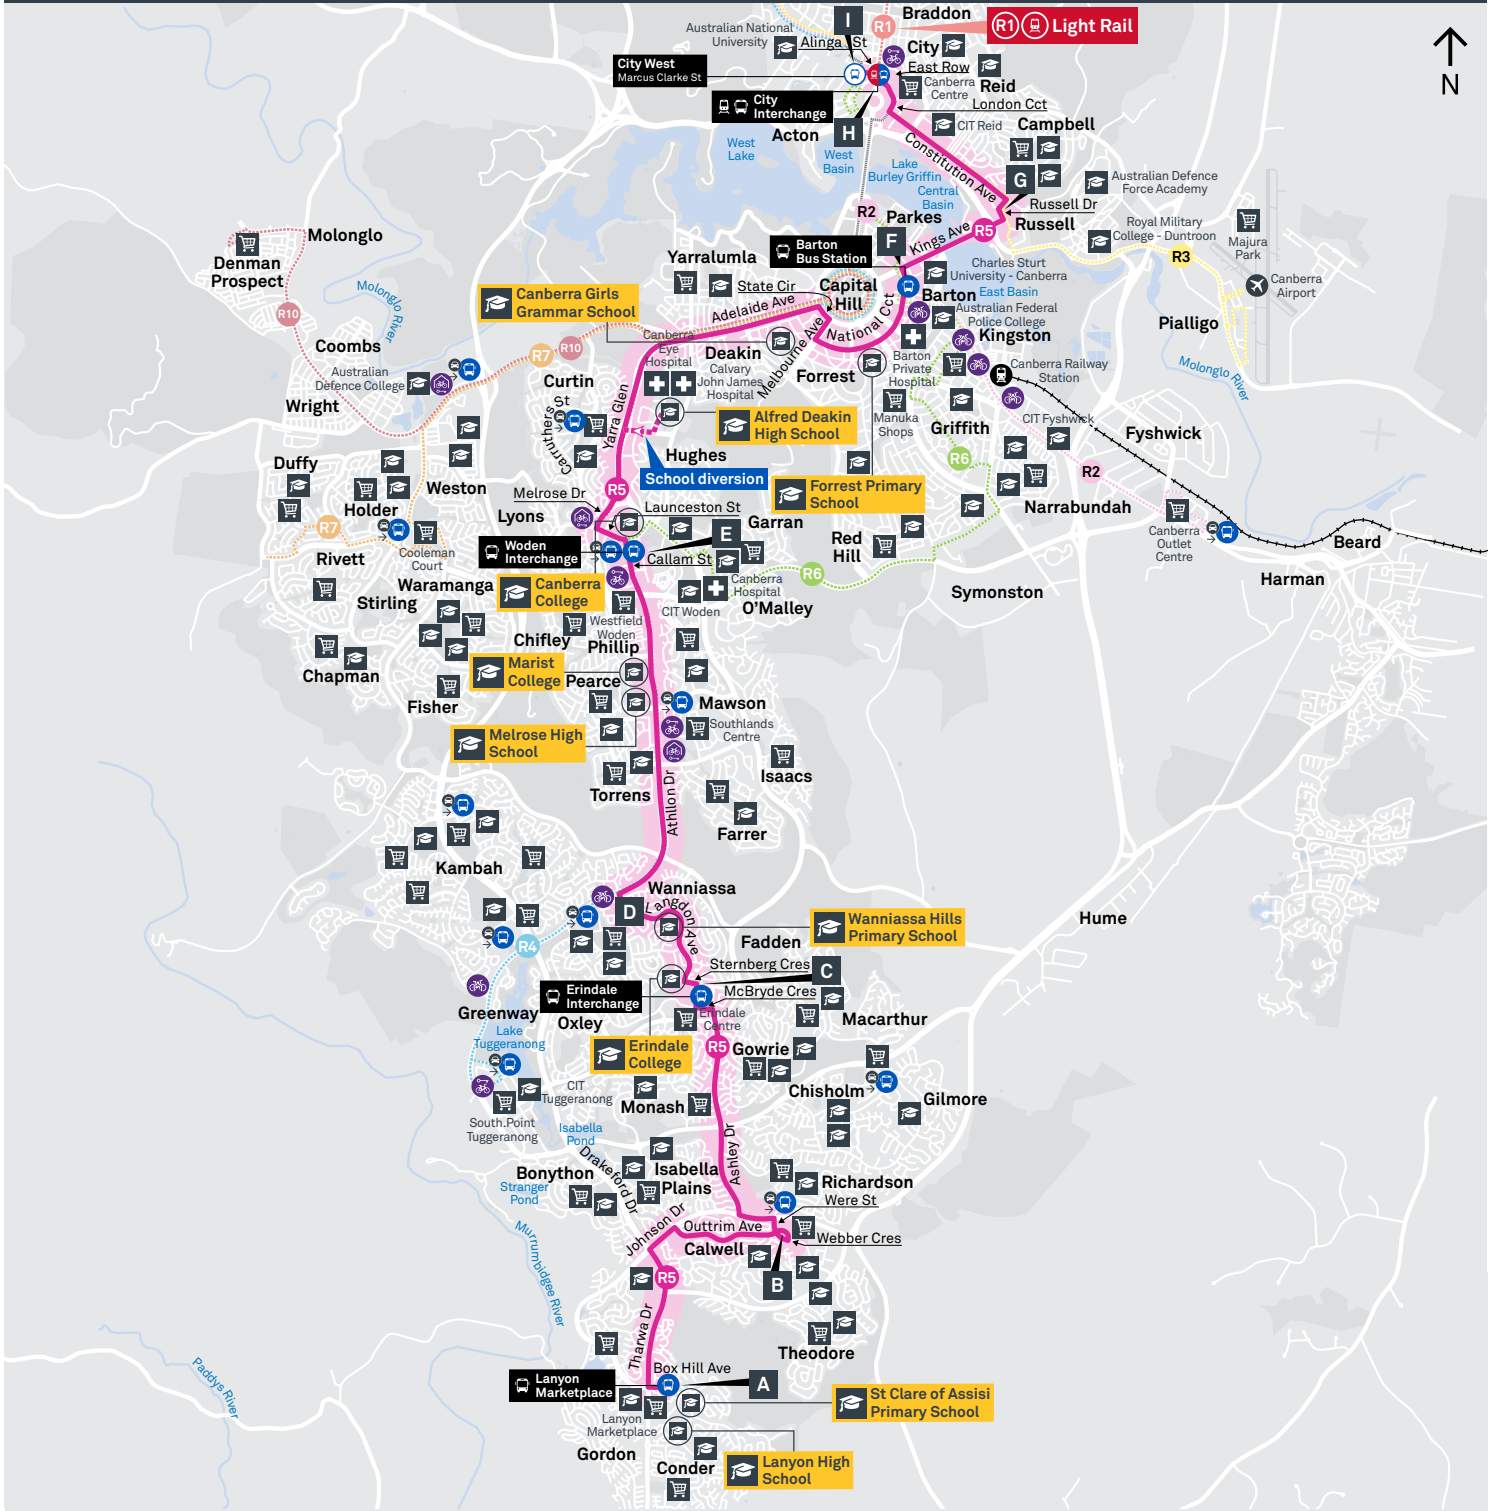 I
R1
Braddon
R1 Light Rail
Australian National
University
Alinga St
City
City West
Marcus Clarke St
East Row
Reid
Canberra
Centre
London Cct
City
Interchange
Acton
H
CIT Reid
Campbell
N
West
Lake
West
Basin
Lake
Burley Griffin
Central
Basin
Constitution Ave
G
Australian Defence
Force Academy
Russell Dr
Russell
R2
Parkes
R5
Kings Ave
F
Barton
Bus Station
Royal Military
College - Duntroon
R3
Majura
Park
Canberra
Airport
Pialligo
Molonglo
Denman
Prospect
Molonglo
River
R10
Coombs
Australian
Defence College
Wright
Yarralumla
State Cir
Capital
Hill
Adelaide Ave
Canberra Girls
Grammar School
Charles Sturt
University - Canberra
Barton
East Basin
Australian Federal
Police College
Kingston
National Cct
Melbourne Ave
R7
R10
Canberra
Eye
Hospital
Deakin
Calvary
John James
Hospital
Forrest
Barton
Private
Hospital
Canberra Railway
Station
Molonglo River
Curtin
Carruthers St
Yarra Glen
Manuka
Shops
Griffith
CIT Fyshwick
Fyshwick
Alfred Deakin
High School
Hughes
School diversion
Forrest Primary
School
R6
R2
Duffy
Holder
Weston
R7
Rivett
Cooleman
Court
Waramanga
Stirling
R5
Melrose Dr
Lyons
Launceston St
Garran
E
Woden
Interchange
Callam St
Canberra
College
Red
Hill
Narrabundah
Canberra
Outlet
Centre
Beard
Harman
Symonston
R6
Canberra
Hospital
CIT Woden
O'Malley
Westfield
Woden
Chifley
Phillip
Chapman
Fisher
Marist
College
Pearce
Mawson
Southlands
Centre
Melrose High
School
Isaacs
Torrens
Athllon Dr
Farrer
Kambah
Wanniassa
D
Langdon Ave
Wanniassa Hills
Primary School
Fadden
Hume
R4
Sternberg Cres
C
Erindale
Interchange
McBryde Cres
Greenway
Oxley
Erindale
Centre
Macarthur
Lake
Tuggeranong
Erindale
College
R5
Gowrie
Chisholm
Gilmore
CIT
Tuggeranong
Monash
South.Point
Tuggeranong
Isabella
Pond
Drakeford Dr
Ashley Dr
Bonython
Stranger
Pond
Isabella
Plains
Richardson
Were St
Johnson Dr
Outtrim Ave
Webber Cres
Calwell
B
R5
Murrumbidgee River
Tharwa Dr
Theodore
Paddys River
Box Hill Ave
Lanyon
Marketplace
A
St Clare of Assisi
Primary School
Lanyon
Marketplace
Gordon
Conder
Lanyon High
School